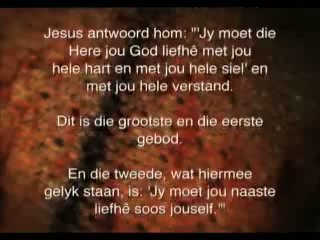 Jesus antwoord hom: "'Jy moet die
Here jou God liefhê met jou
hele hart en met jou hele siel' en
met jou hele verstand.
Dit is die grootste en die eerste
gebod.
En die tweede, wat hiermee
gelyk staan, is: 'Jy moet jou naaste
liefhê soos jouself.'"